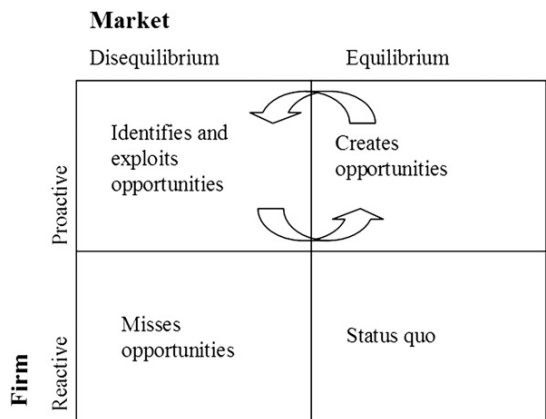 Market
Disequilibrium
Equilibrium
Identifies and
exploits
opportunities
Creates
opportunities
Proactive
Misses
opportunities
Status quo
Reactive
Firm